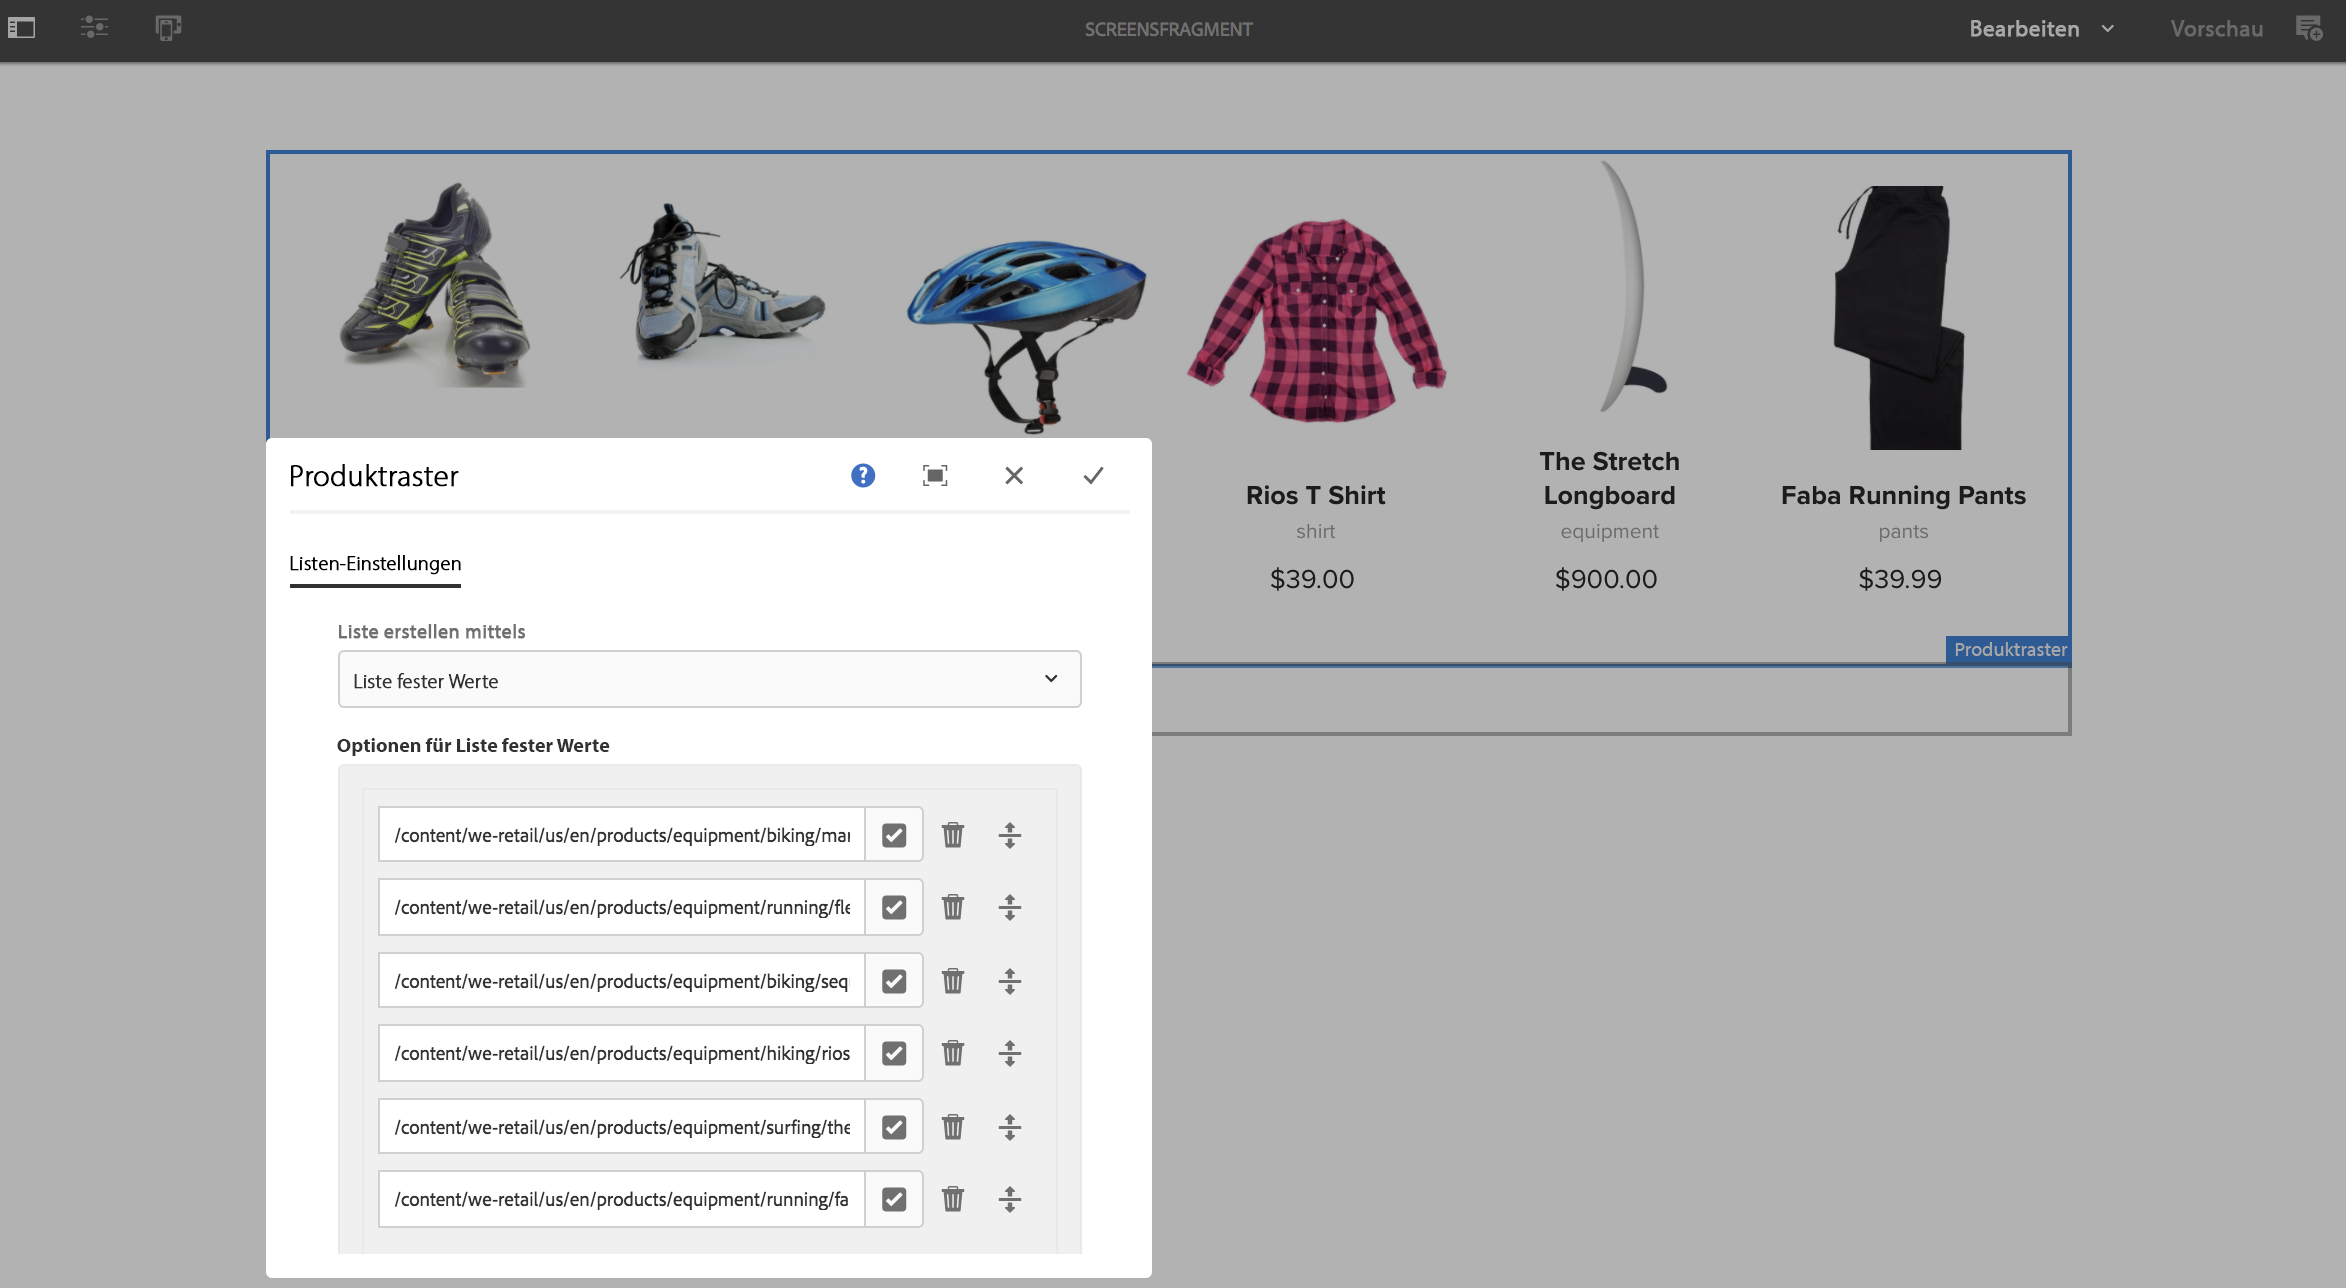 SCREENSFRAGMENT
Bearbeiten
Vorschau
Rios T Shirt
shirt
$39.00
The Stretch
Longboard
equipment
$900.00
Faba Running Pants
pants
$39.99
Produktraster
Produktraster
?
Listen-Einstellungen
Liste erstellen mittels
Liste fester Werte
Optionen für Liste fester Werte
/content/we-retail/us/en/products/equipment/biking/mar
/content/we-retail/us/en/products/equipment/running/fle
/content/we-retail/us/en/products/equipment/biking/seq
/content/we-retail/us/en/products/equipment/hiking/rios
/content/we-retail/us/en/products/equipment/surfing/the
/content/we-retail/us/en/products/equipment/running/fa